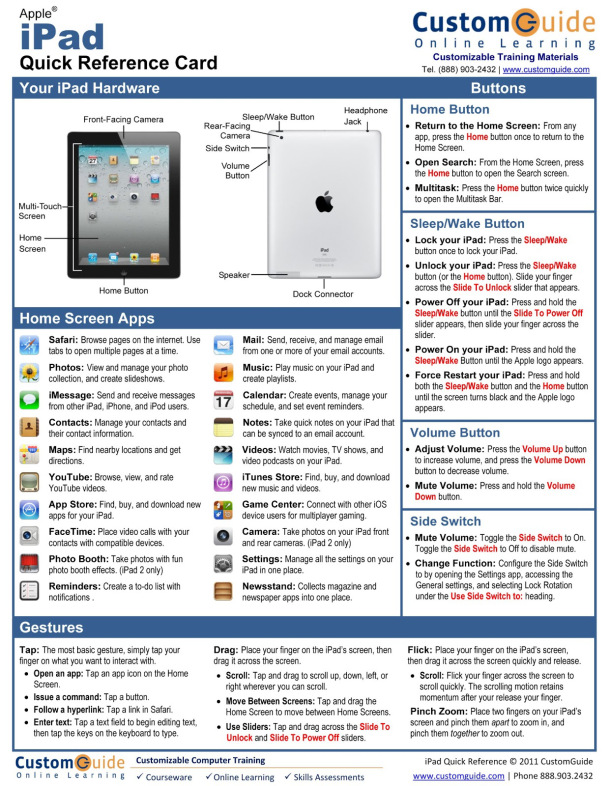 Apple®
iPad
Quick Reference Card
CustomGuide
Online Learning
Customizable Training Materials
Tel. (888) 903-2432 | www.customguide.com
Your iPad Hardware
Front-Facing Camera
Multi-Touch
Screen
Home
Screen
Home Button
Sleep/Wake Button
Rear-Facing
Camera
Side Switch
Volume
Button
Headphone
Jack
iPad
Speaker
Dock Connector
Home Screen Apps
Safari: Browse pages on the internet. Use
tabs to open multiple pages at a time.
Photos: View and manage your photo
collection, and create slideshows.
iMessage: Send and receive messages
from other iPad, iPhone, and iPod users.
Contacts: Manage your contacts and
their contact information.
Maps: Find nearby locations and get
directions.
YouTube: Browse, view, and rate
YouTube videos.
App Store: Find, buy, and download new
apps for your iPad.
FaceTime: Place video calls with your
contacts with compatible devices.
Photo Booth: Take photos with fun
photo booth effects. (iPad 2 only)
Reminders: Create a to-do list with
notifications .
Mail: Send, receive, and manage email
from one or more of your email accounts.
Music: Play music on your iPad and
create playlists.
17
Calendar: Create events, manage your
schedule, and set event reminders.
Notes: Take quick notes on your iPad that
can be synced to an email account.
Videos: Watch movies, TV shows, and
video podcasts on your iPad.
iTunes Store: Find, buy, and download
new music and videos.
Game Center: Connect with other iOS
device users for multiplayer gaming.
Camera: Take photos on your iPad front
and rear cameras. (iPad 2 only)
Settings: Manage all the settings on your
iPad in one place.
Newsstand: Collects magazine and
newspaper apps into one place.
Buttons
Home Button
• Return to the Home Screen: From any
app, press the Home button once to return to the
Home Screen.
• Open Search: From the Home Screen, press
the Home button to open the Search screen.
• Multitask: Press the Home button twice quickly
to open the Multitask Bar.
Sleep/Wake Button
• Lock your iPad: Press the Sleep/Wake
button once to lock your iPad.
• Unlock your iPad: Press the Sleep/Wake
button (or the Home button). Slide your finger
across the Slide To Unlock slider that appears.
• Power Off your iPad: Press and hold the
Sleep/Wake button until the Slide To Power Off
slider appears, then slide your finger across the
slider.
• Power On your iPad: Press and hold the
Sleep/Wake Button until the Apple logo appears.
• Force Restart your iPad: Press and hold
both the Sleep/Wake button and the Home button
until the screen turns black and the Apple logo
appears.
Volume Button
• Adjust Volume: Press the Volume Up button
to increase volume, and press the Volume Down
button to decrease volume.
• Mute Volume: Press and hold the Volume
Down button.
Side Switch
• Mute Volume: Toggle the Side Switch to On.
Toggle the Side Switch to Off to disable mute.
• Change Function: Configure the Side Switch
to by opening the Settings app, accessing the
General settings, and selecting Lock Rotation
under the Use Side Switch to: heading.
Gestures
Tap: The most basic gesture, simply tap your
finger on what you want to interact with.
• Open an app: Tap an app icon on the Home
Screen.
• Issue a command: Tap a button.
• Follow a hyperlink: Tap a link in Safari.
• Enter text: Tap a text field to begin editing text,
then tap the keys on the keyboard to type.
Drag: Place your finger on the iPad's screen, then
drag it across the screen.
• Scroll: Tap and drag to scroll up, down, left, or
right wherever you can scroll.
• Move Between Screens: Tap and drag the
Home Screen to move between Home Screens.
• Use Sliders: Tap and drag across the Slide To
Unlock and Slide To Power Off sliders.
Flick: Place your finger on the iPad's screen,
then drag it across the screen quickly and release.
• Scroll: Flick your finger across the screen to
scroll quickly. The scrolling motion retains
momentum after your release your finger.
Pinch Zoom: Place two fingers on your iPad's
screen and pinch them apart to zoom in, and
pinch them together to zoom out.
CustomGuide
Online Learning
Customizable Computer Training
✓ Courseware ✓ Online Learning ✓ Skills Assessments
iPad Quick Reference © 2011 CustomGuide
www.customguide.com | Phone 888.903.2432